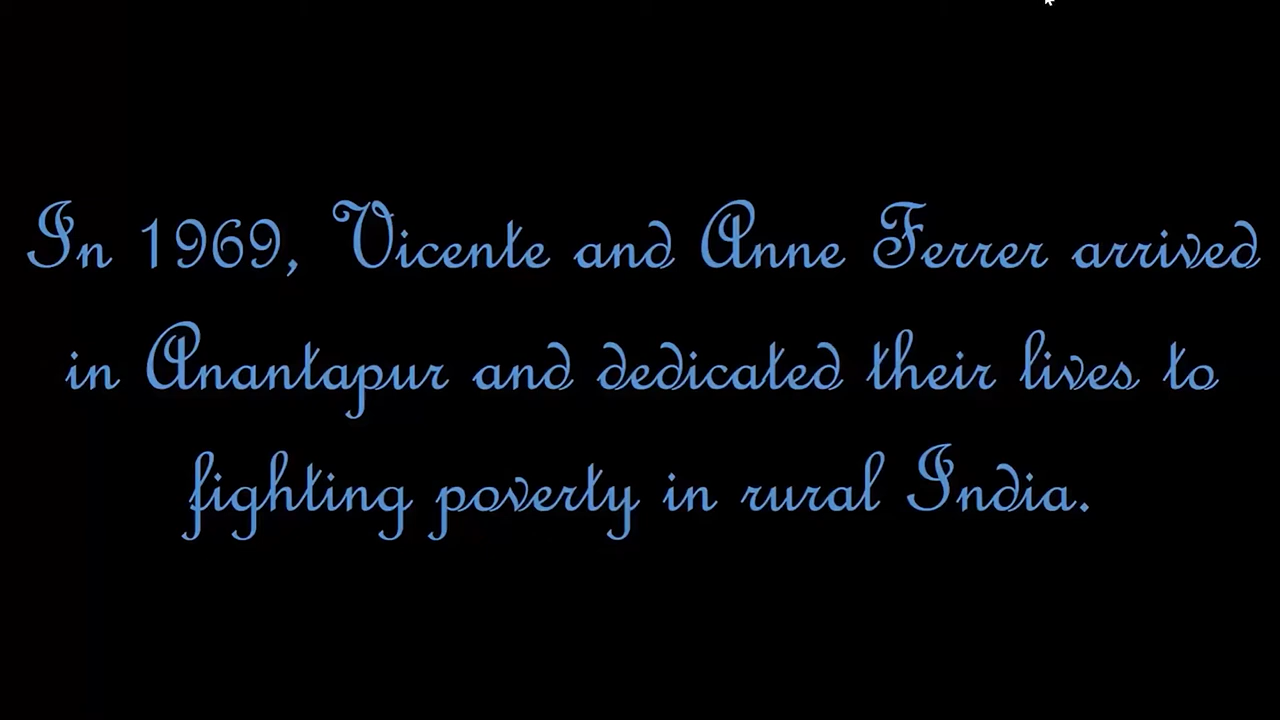 In 1969, Vicente and Anne Ferrer arrived
in Anantapur and dedicated their lives to
fighting poverty in rural India.